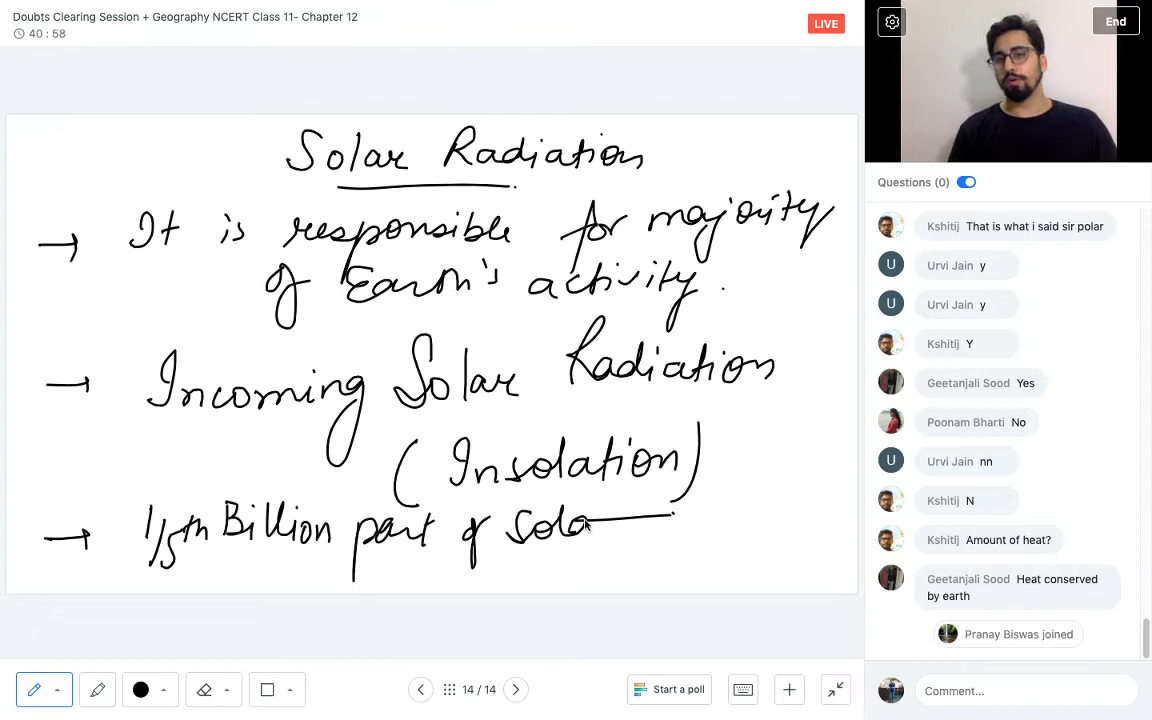 Doubts Clearing Session + Geography NCERT Class 11- Chapter 12
40 : 58
LIVE
End
Solar Radiation
→ It is responsible for majority
of Earth's activity.
→ Incoming Solar Radiation
(Insolation)
→ 1/5th Billion part of sola
Questions (0)
Kshitij That is what i said sir polar
U Urvi Jain y
U Urvi Jain y
Kshitij Y
Geetanjali Sood Yes
Poonam Bharti No
U Urvi Jain nn
Kshitij N
Kshitij Amount of heat?
Geetanjali Sood Heat conserved
by earth
Pranay Biswas joined
14 / 14
Start a poll
Comment...